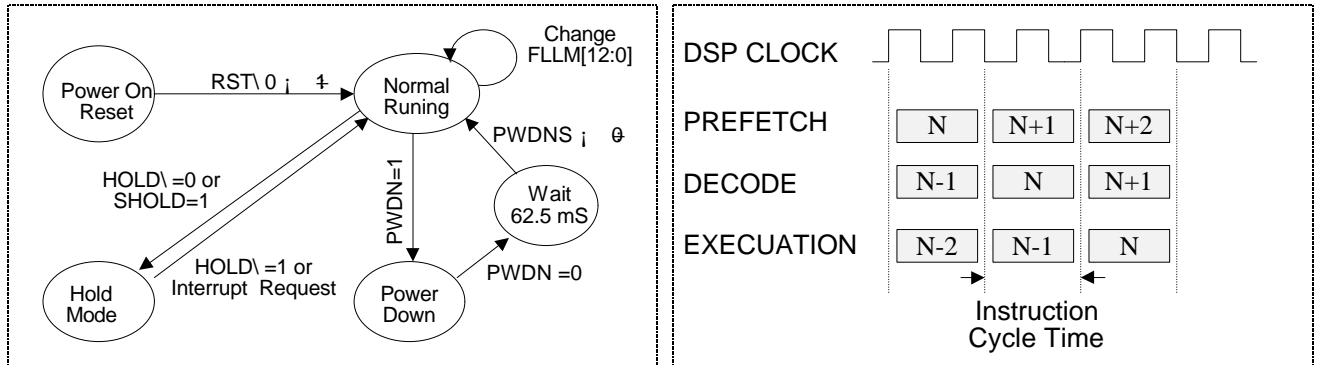 Change
FLLM[12:0]
Power On
Reset
RST\ 0 ¡ 1
Normal
Runing
PWDNS ¡ 0
HOLD\ =0 or
SHOLD=1
PWDN=1
Wait
62.5 mS
HOLD\ =1 or
Interrupt Request
PWDN =0
Hold
Mode
Power
Down
DSP CLOCK
PREFETCH
N N+1 N+2
DECODE
N-1 N N+1
EXECUATION
N-2 N-1 N
Instruction
Cycle Time